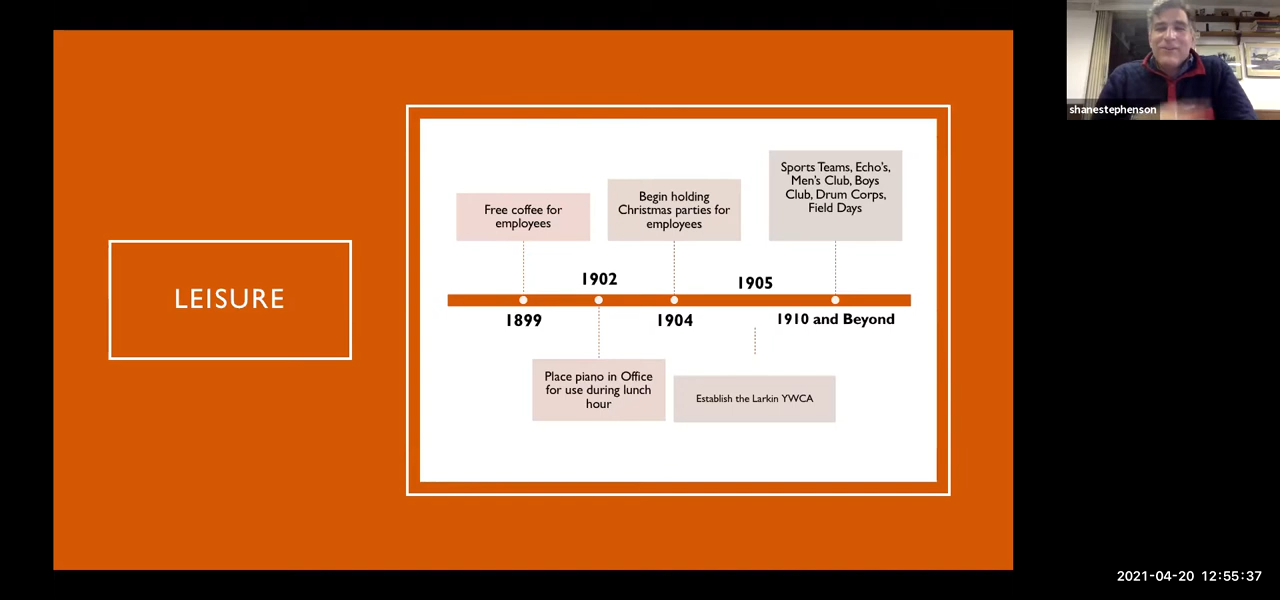 LEISURE
Free coffee for
employees
Begin holding
Christmas parties for
employees
Sports Teams, Echo's,
Men's Club, Boys
Club, Drum Corps,
Field Days
1902
1905
1899
1904
1910 and Beyond
Place piano in Office
for use during lunch
hour
Establish the Larkin YWCA
shanestephenson
2021-04-20 12:55:37